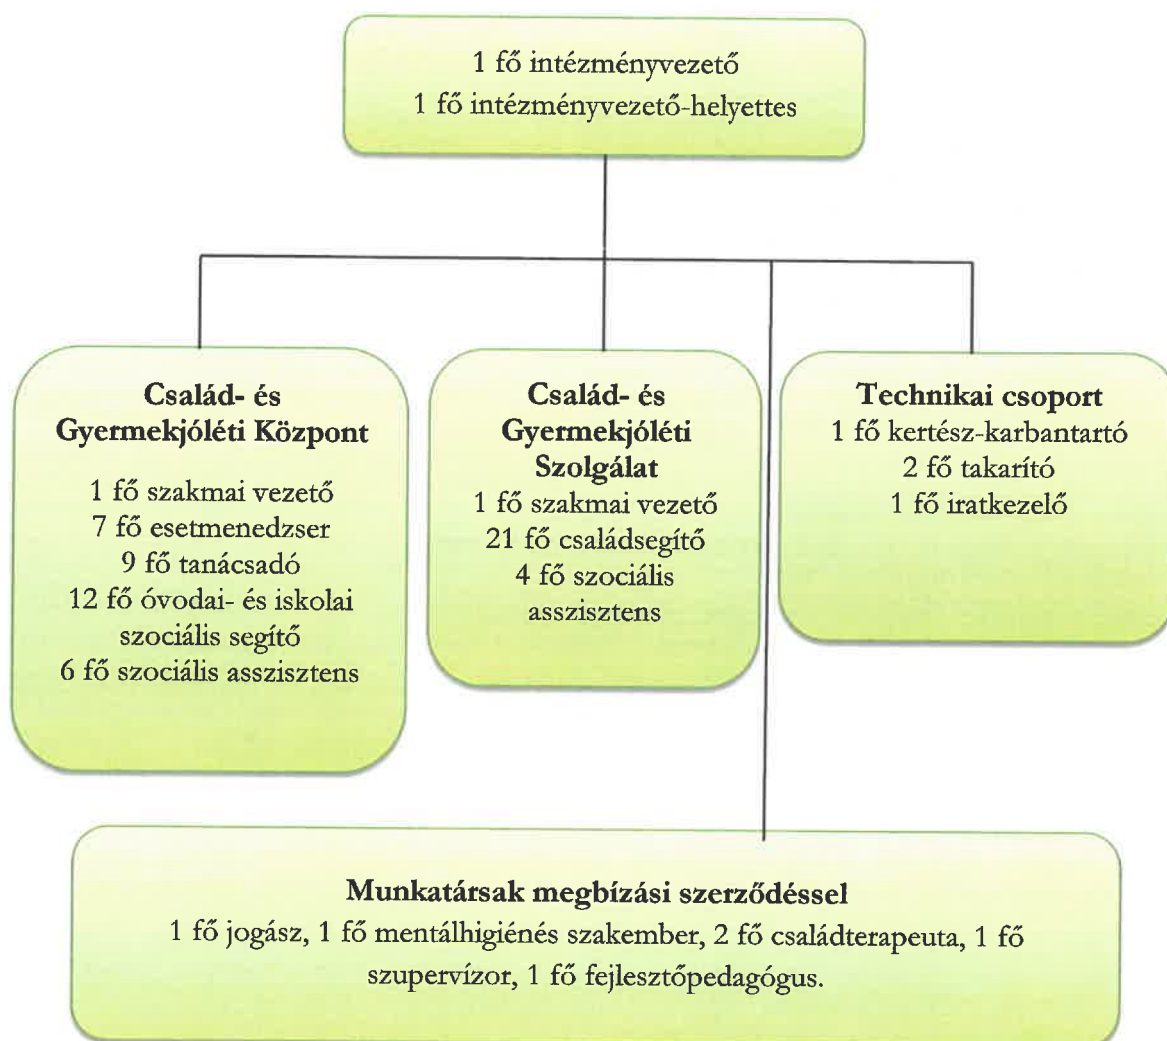 1 fő intézményvezető
1 fő intézményvezető-helyettes
Család- és
Gyermekjóléti Központ
1 fő szakmai vezető
7 fő esetmenedzser
9 fő tanácsadó
12 fő óvodai- és iskolai
szociális segítő
6 fő szociális asszisztens
Család- és
Gyermekjóléti
Szolgálat
1 fő szakmai vezető
21 fő családsegítő
4 fő szociális
asszisztens
Technikai csoport
1 fő kertész-karbantartó
2 fő takarító
1 fő iratkezelő
Munkatársak megbízási szerződéssel
1 fő jogász, 1 fő mentálhigiénés szakember, 2 fő családterapeuta, 1 fő
szupervízor, 1 fő fejlesztőpedagógus.